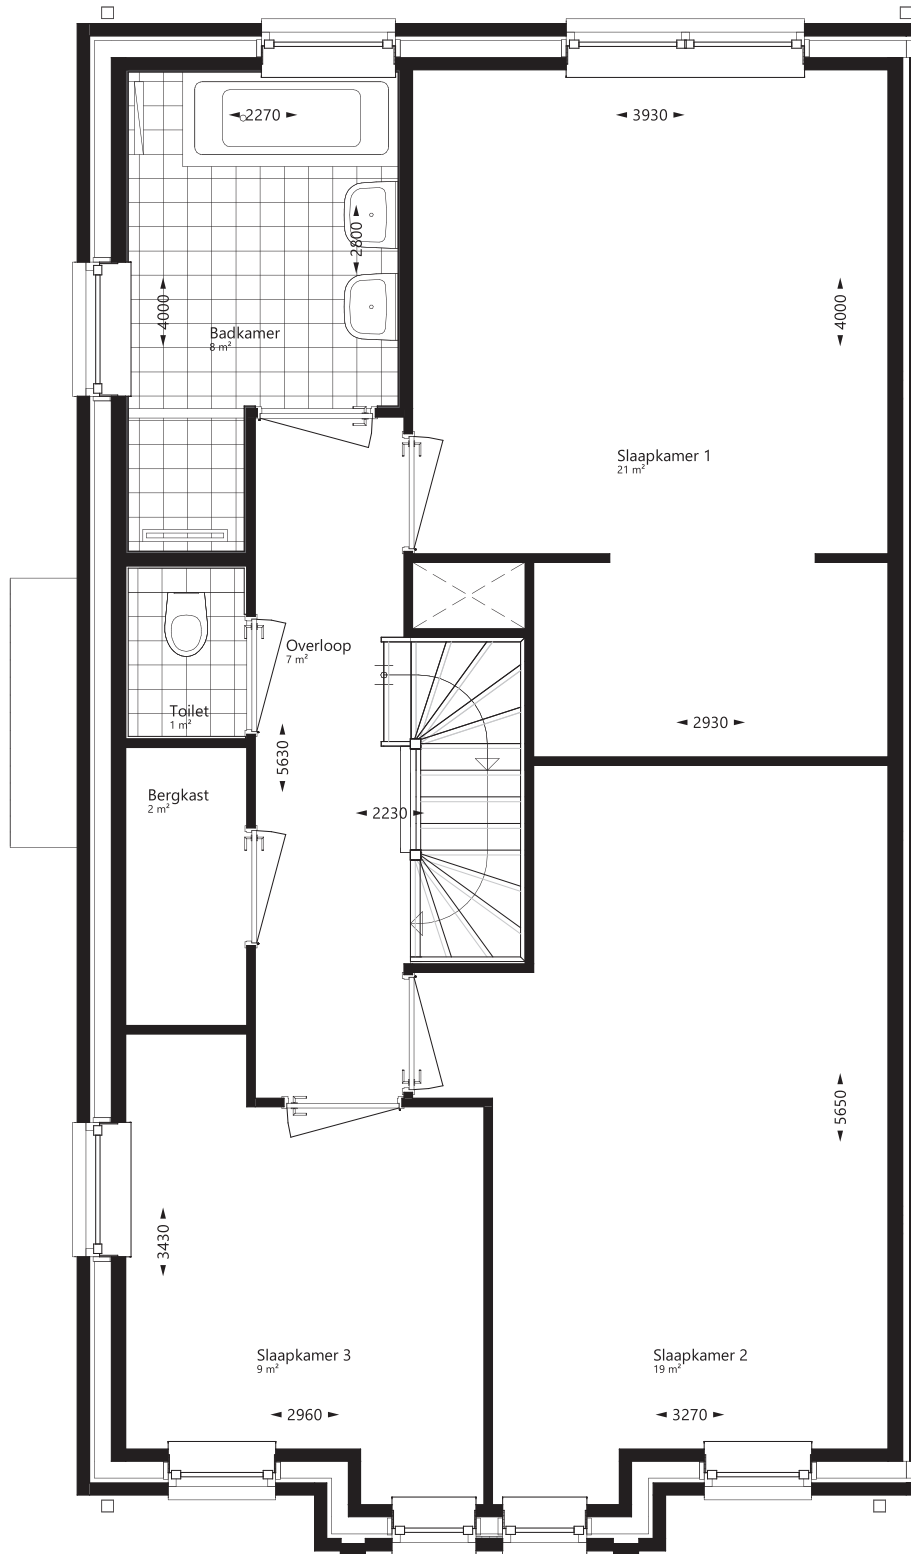 2270
3930
2800
4000
4000
Badkamer
8 m²
Slaapkamer 1
21 m²
Overloop
7 m²
Toilet
1 m²
2930
5630
Bergkast
2 m²
2230
5650
3430
Slaapkamer 3
9 m²
Slaapkamer 2
19 m²
2960
3270